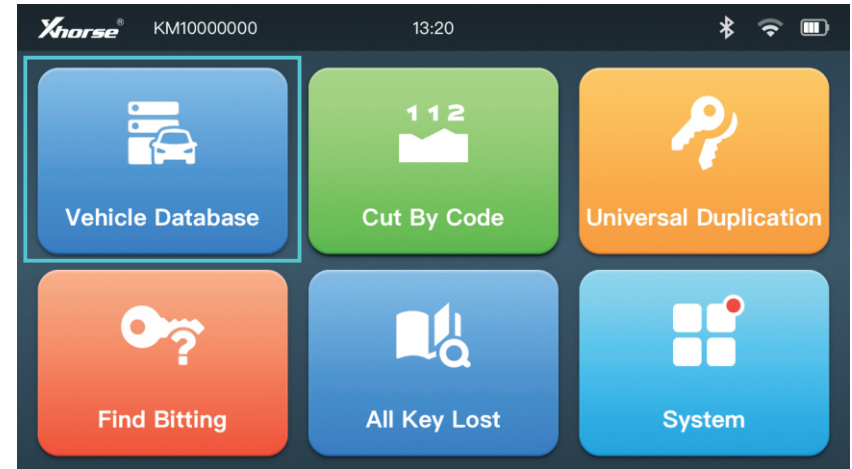 Xhorse® KM10000000 13:20
112
Vehicle Database Cut By Code Universal Duplication
?
Find Bitting All Key Lost System